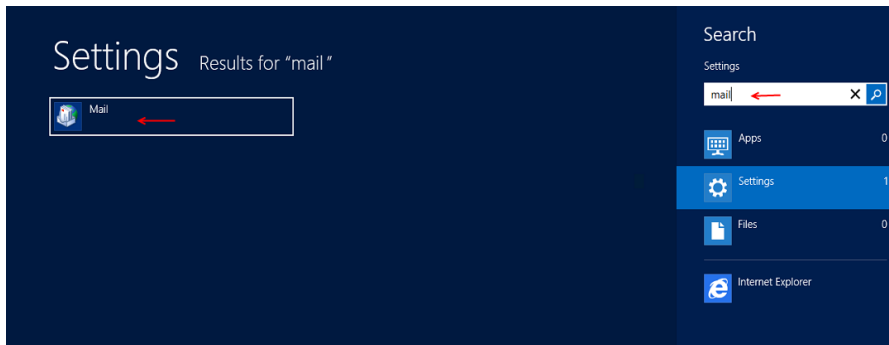 Settings Results for “mail”
Mail
Search
Settings
mail
Apps 0
Settings 1
Files 0
Internet Explorer